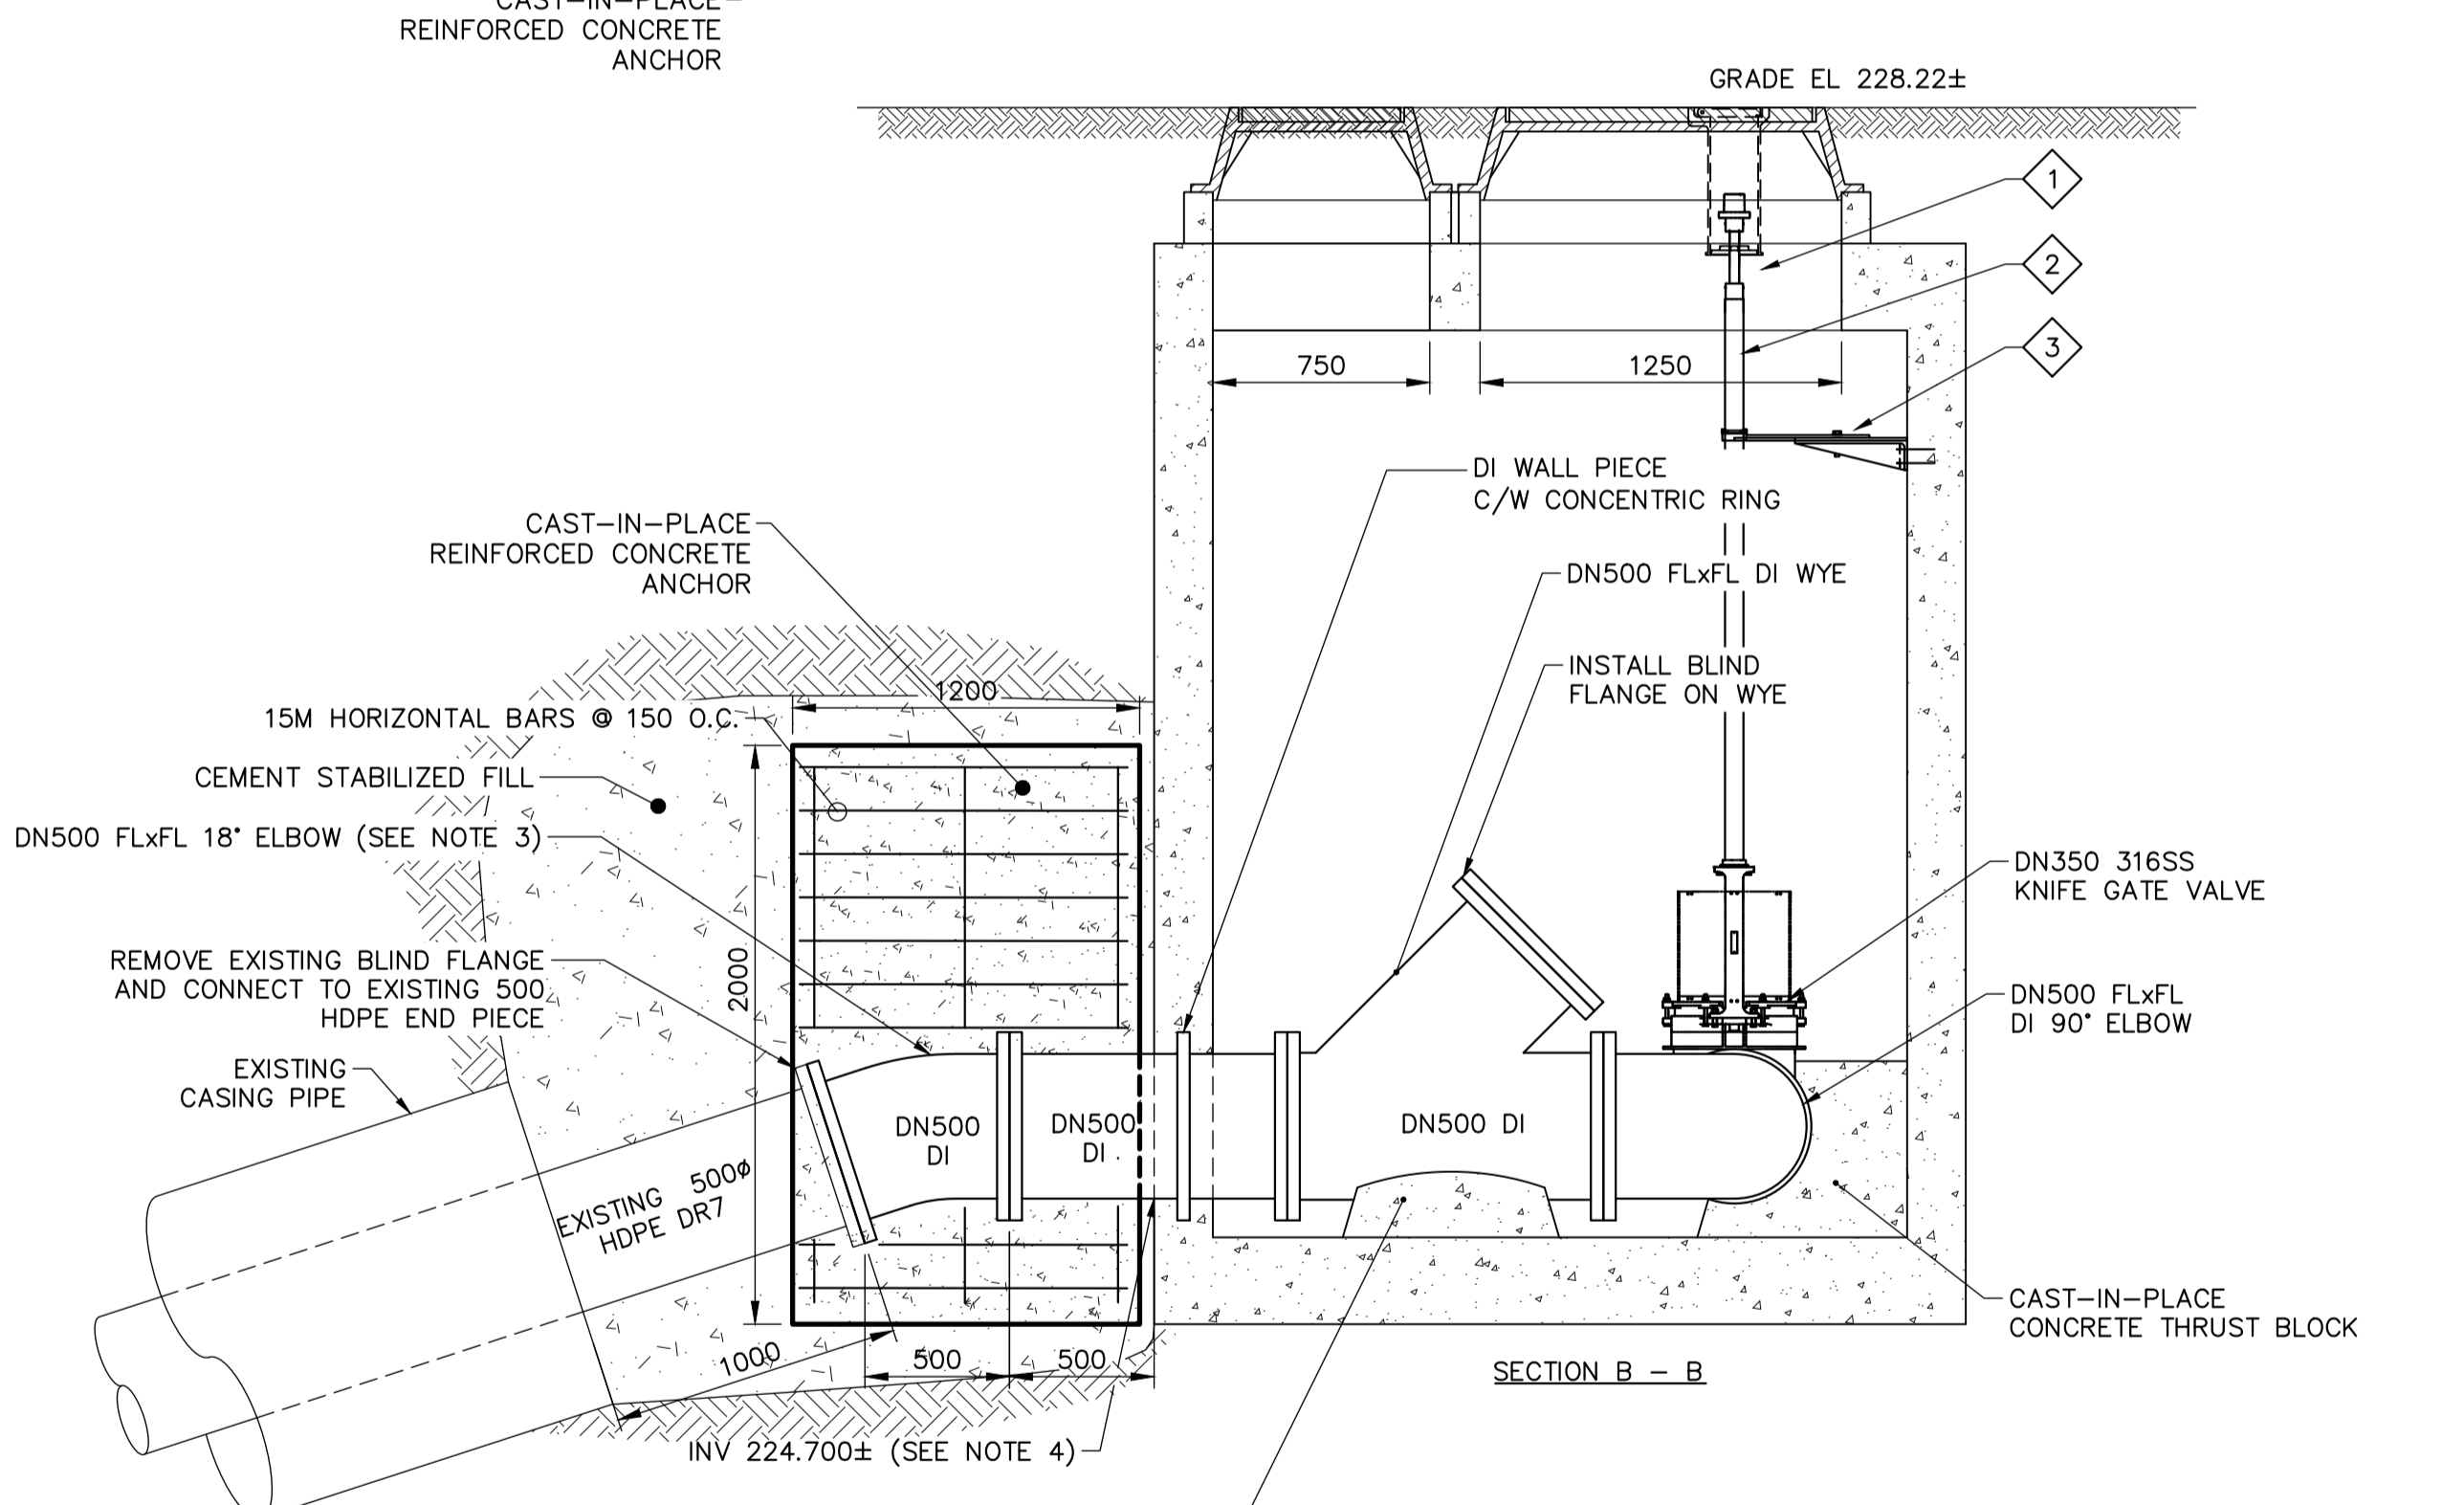 CAST-IN-PLACE
REINFORCED CONCRETE
ANCHOR
GRADE EL 228.22±
1
2
3
750
1250
DI WALL PIECE
C/W CONCENTRIC RING
CAST-IN-PLACE
REINFORCED CONCRETE
ANCHOR
DN500 FLxFL DI WYE
INSTALL BLIND
FLANGE ON WYE
1200
15M HORIZONTAL BARS @ 150 O.C.
CEMENT STABILIZED FILL
DN500 FLxFL 18° ELBOW (SEE NOTE 3)
2000
REMOVE EXISTING BLIND FLANGE
AND CONNECT TO EXISTING 500
HDPE END PIECE
EXISTING
CASING PIPE
DN350 316SS
KNIFE GATE VALVE
DN500 FLxFL
DI 90° ELBOW
DN500
DI
DN500
DI
DN500 DI
EXISTING 500ø
HDPE DR7
CAST-IN-PLACE
CONCRETE THRUST BLOCK
1000
500
500
SECTION B - B
INV 224.700± (SEE NOTE 4)